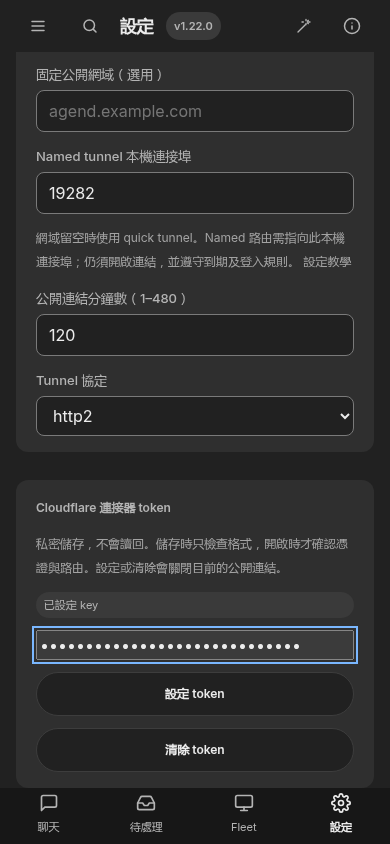 設定
v1.22.0
固定公開網域（選用）
agend.example.com
Named tunnel 本機連接埠
19282
網域留空時使用 quick tunnel。Named 路由需指向此本機
連接埠；仍須開啟連結，並遵守到期及登入規則。 設定教學
公開連結分鐘數（1–480）
120
Tunnel 協定
http2
Cloudflare 連接器 token
私密儲存，不會讀回。儲存時只檢查格式，開啟時才確認憑
證與路由。設定或清除會關閉目前的公開連結。
已設定 key
•••••••••••••••••••••••••••••
設定 token
清除 token
聊天
待處理
Fleet
設定